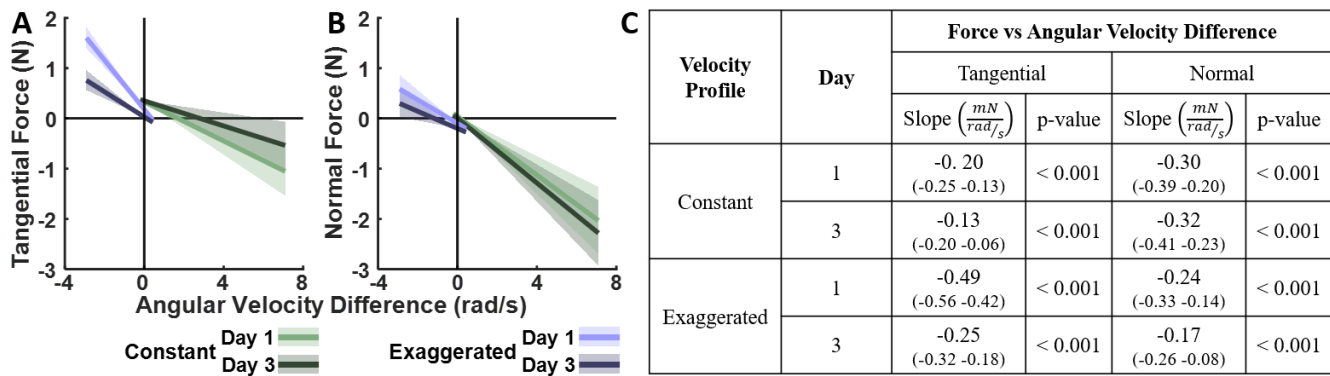 A
2
1
0
-1
-2
-3
Tangential Force (N)
-4
0
4
8
B
2
1
0
-1
-2
-3
Normal Force (N)
-4
0
4
8
Angular Velocity Difference (rad/s)
Constant
Day 1
Day 3
Exaggerated
Day 1
Day 3
C
Velocity Profile
Day
Force vs Angular Velocity Difference
Tangential
Normal
Slope (mN / rad/s)
p-value
Slope (mN / rad/s)
p-value
Constant
1
-0. 20
(-0.25 -0.13)
< 0.001
-0.30
(-0.39 -0.20)
< 0.001
3
-0.13
(-0.20 -0.06)
< 0.001
-0.32
(-0.41 -0.23)
< 0.001
Exaggerated
1
-0.49
(-0.56 -0.42)
< 0.001
-0.24
(-0.33 -0.14)
< 0.001
3
-0.25
(-0.32 -0.18)
< 0.001
-0.17
(-0.26 -0.08)
< 0.001